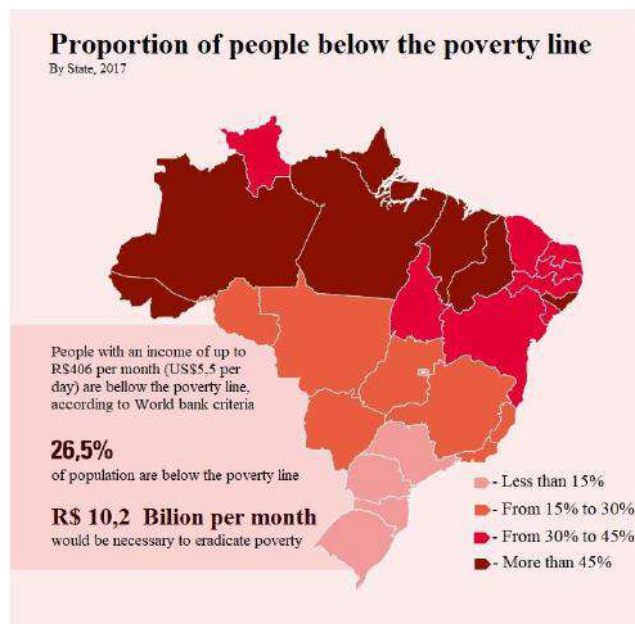 Proportion of people below the poverty line
By State, 2017
People with an income of up to
R$406 per month (US$5,5 per
day) are bellow the poverty line,
according to World bank criteria
26,5%
of population are below the poverty line
R$ 10,2 Bilion per month
would be necessary to eradicate poverty
- Less than 15%
- From 15% to 30%
- From 30% to 45%
- More than 45%